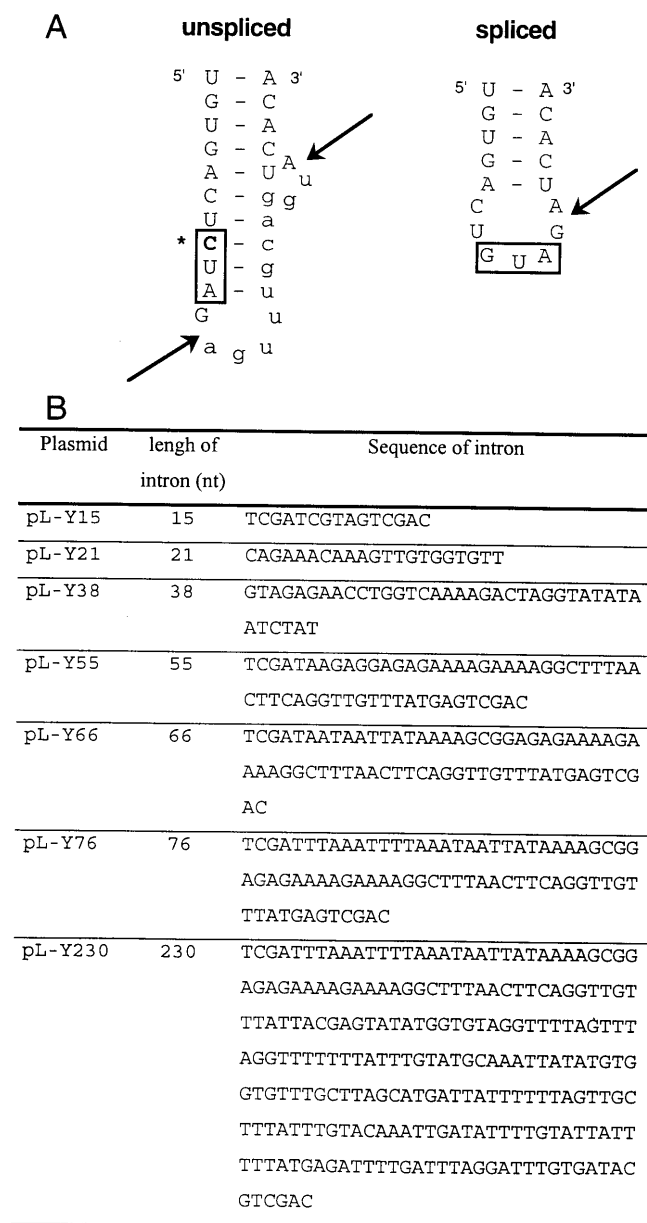 A
unspliced
spliced
5' U - A 3'
G - C
U - A
G - C A
A - U u
C - g g
U - a
* C - c
U - g
A - u
G u
a g u
5' U - A 3'
G - C
U - A
G - C
A - U
C A
U G
G U A
B
Plasmid lengh of intron (nt) Sequence of intron
pL-Y15 15 TCGATCGTAGTCGAC
pL-Y21 21 CAGAAACAAAGTTGTGGTGTT
pL-Y38 38 GTAGAGAACCTGGTCAAAAGACTAGGTATATA
ATCTAT
pL-Y55 55 TCGATAAGAGGAGAGAAAAGAAAAGGCTTTAA
CTTCAGGTTGTTTATGAGTCGAC
pL-Y66 66 TCGATAATAATTATAAAAGCGGAGAGAAAAGA
AAAGGCTTTAACTTCAGGTTGTTTATGAGTCG
AC
pL-Y76 76 TCGATTTAAATTTTAAATAATTATAAAAGCGG
AGAGAAAAGAAAAGGCTTTAACTTCAGGTTGT
TTATGAGTCGAC
pL-Y230 230 TCGATTTAAATTTTAAATAATTATAAAAGCGG
AGAGAAAAGAAAAGGCTTTAACTTCAGGTTGT
TTATTACGAGTATATGGTGTAGGTTTTAGTTT
AGGTTTTTTTATTTGTATGCAAATTATATGTG
GTGTTTGCTTAGCATGATTATTTTTTAGTTGC
TTTATTTGTACAAATTGATATTTTGTATTATT
TTTATGAGATTTTGATTTAGGATTTGTGATAC
GTCGAC